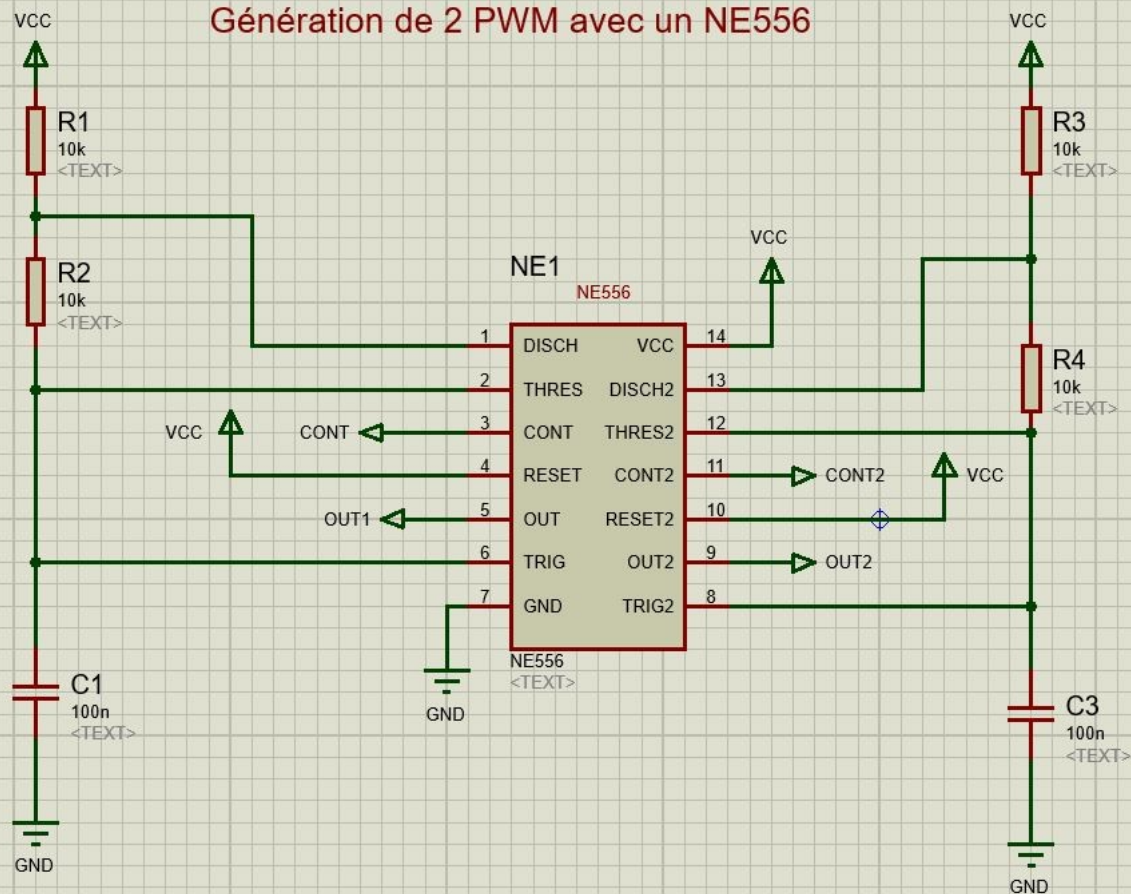 Génération de 2 PWM avec un NE556
VCC
R1
10k
<TEXT>
R2
10k
<TEXT>
C1
100n
<TEXT>
GND
VCC
CONT
OUT1
GND
NE1
NE556
1 DISCH
2 THRES
3 CONT
4 RESET
5 OUT
6 TRIG
7 GND
VCC 14
DISCH2 13
THRES2 12
CONT2 11
RESET2 10
OUT2 9
TRIG2 8
NE556
<TEXT>
VCC
CONT2
VCC
OUT2
VCC
R3
10k
<TEXT>
R4
10k
<TEXT>
C3
100n
<TEXT>
GND